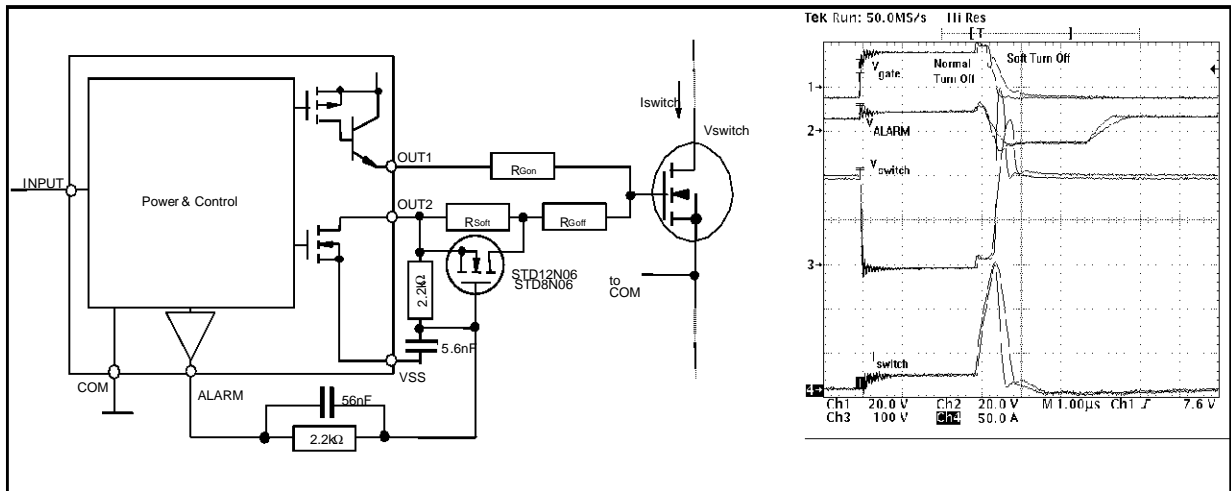 INPUT
Power & Control
OUT1
RGon
Iswitch
Vswitch
OUT2
RSoft
RGoff
2.2kΩ
STD12N06
STD8N06
to
COM
5.6nF
VSS
COM
ALARM
56nF
2.2kΩ
Tek Run: 50.0MS/s Hi Res
[ T ]
Vgate
Normal
Turn Off
Soft Turn Off
1
VALARM
2
Vswitch
3
Iswitch
4
Ch1 20.0 V Ch2 20.0 V M 1.00µs Ch1 7.6 V
Ch3 100 V Ch4 50.0 A